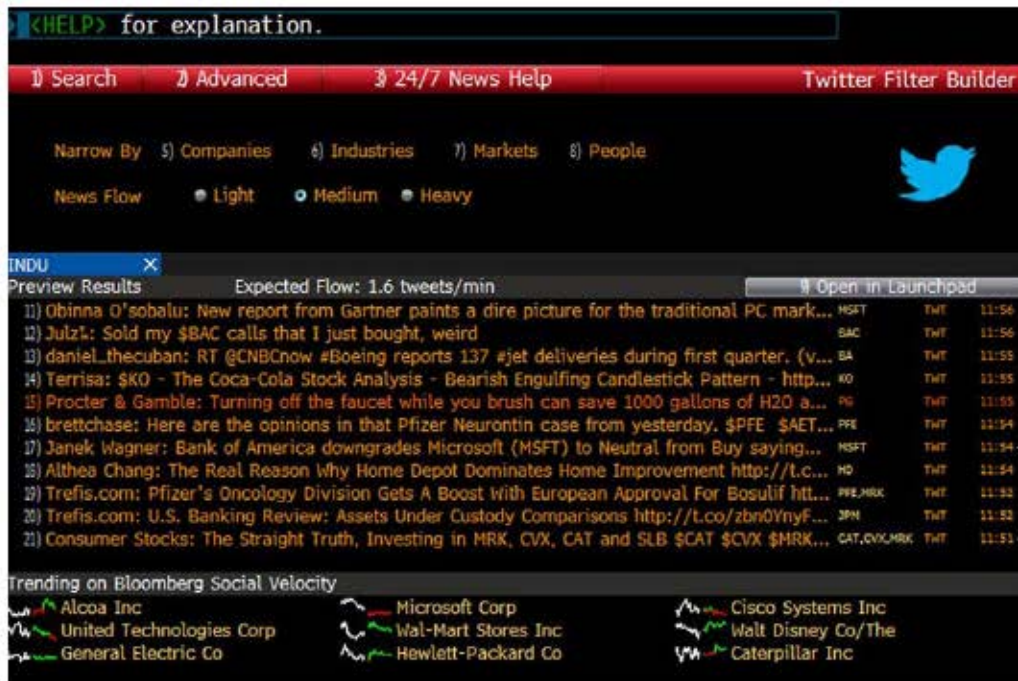 <HELP> for explanation.
1) Search 2) Advanced 3) 24/7 News Help Twitter Filter Builder
Narrow By 5) Companies 6) Industries 7) Markets 8) People
News Flow Light Medium Heavy
INDU X
Preview Results Expected Flow: 1.6 tweets/min 9) Open in Launchpad
11) Obinna O'sobalu: New report from Gartner paints a dire picture for the traditional PC mark... MSFT TWT 11:56
12) Sold my $BAC calls that I just bought, weird BAC TWT 11:56
13) daniel_thecuban: RT @CNBCnow #Boeing reports 137 #jet deliveries during first quarter. (v... BA TWT 11:55
14) Terrisa: $KO - The Coca-Cola Stock Analysis - Bearish Engulfing Candlestick Pattern - http... KO TWT 11:55
15) Procter & Gamble: Turning off the faucet while you brush can save 1000 gallons of H2O a... PG TWT 11:55
16) brettchase: Here are the opinions in that Pfizer Neurontin case from yesterday. $PFE $AET... PFE TWT 11:54
17) Janek Wagner: Bank of America downgrades Microsoft (MSFT) to Neutral from Buy saying... MSFT TWT 11:54
18) Althea Chang: The Real Reason Why Home Depot Dominates Home Improvement http://t.c... HD TWT 11:54
19) Trefis.com: Pfizer's Oncology Division Gets A Boost With European Approval For Bosulif htt... PFE,MRK TWT
20) Trefis.com: U.S. Banking Review: Assets Under Custody Comparisons http://t.co/zbn0YnyF... JPM TWT
21) Consumer Stocks: The Straight Truth, Investing in MRK, CVX, CAT and SLB $CAT $CVX $MRK... CAT,CVX,MRK TWT 11:51
Trending on Bloomberg Social Velocity
Alcoa Inc Microsoft Corp Cisco Systems Inc
United Technologies Corp Wal-Mart Stores Inc Walt Disney Co/The
General Electric Co Hewlett-Packard Co Caterpillar Inc